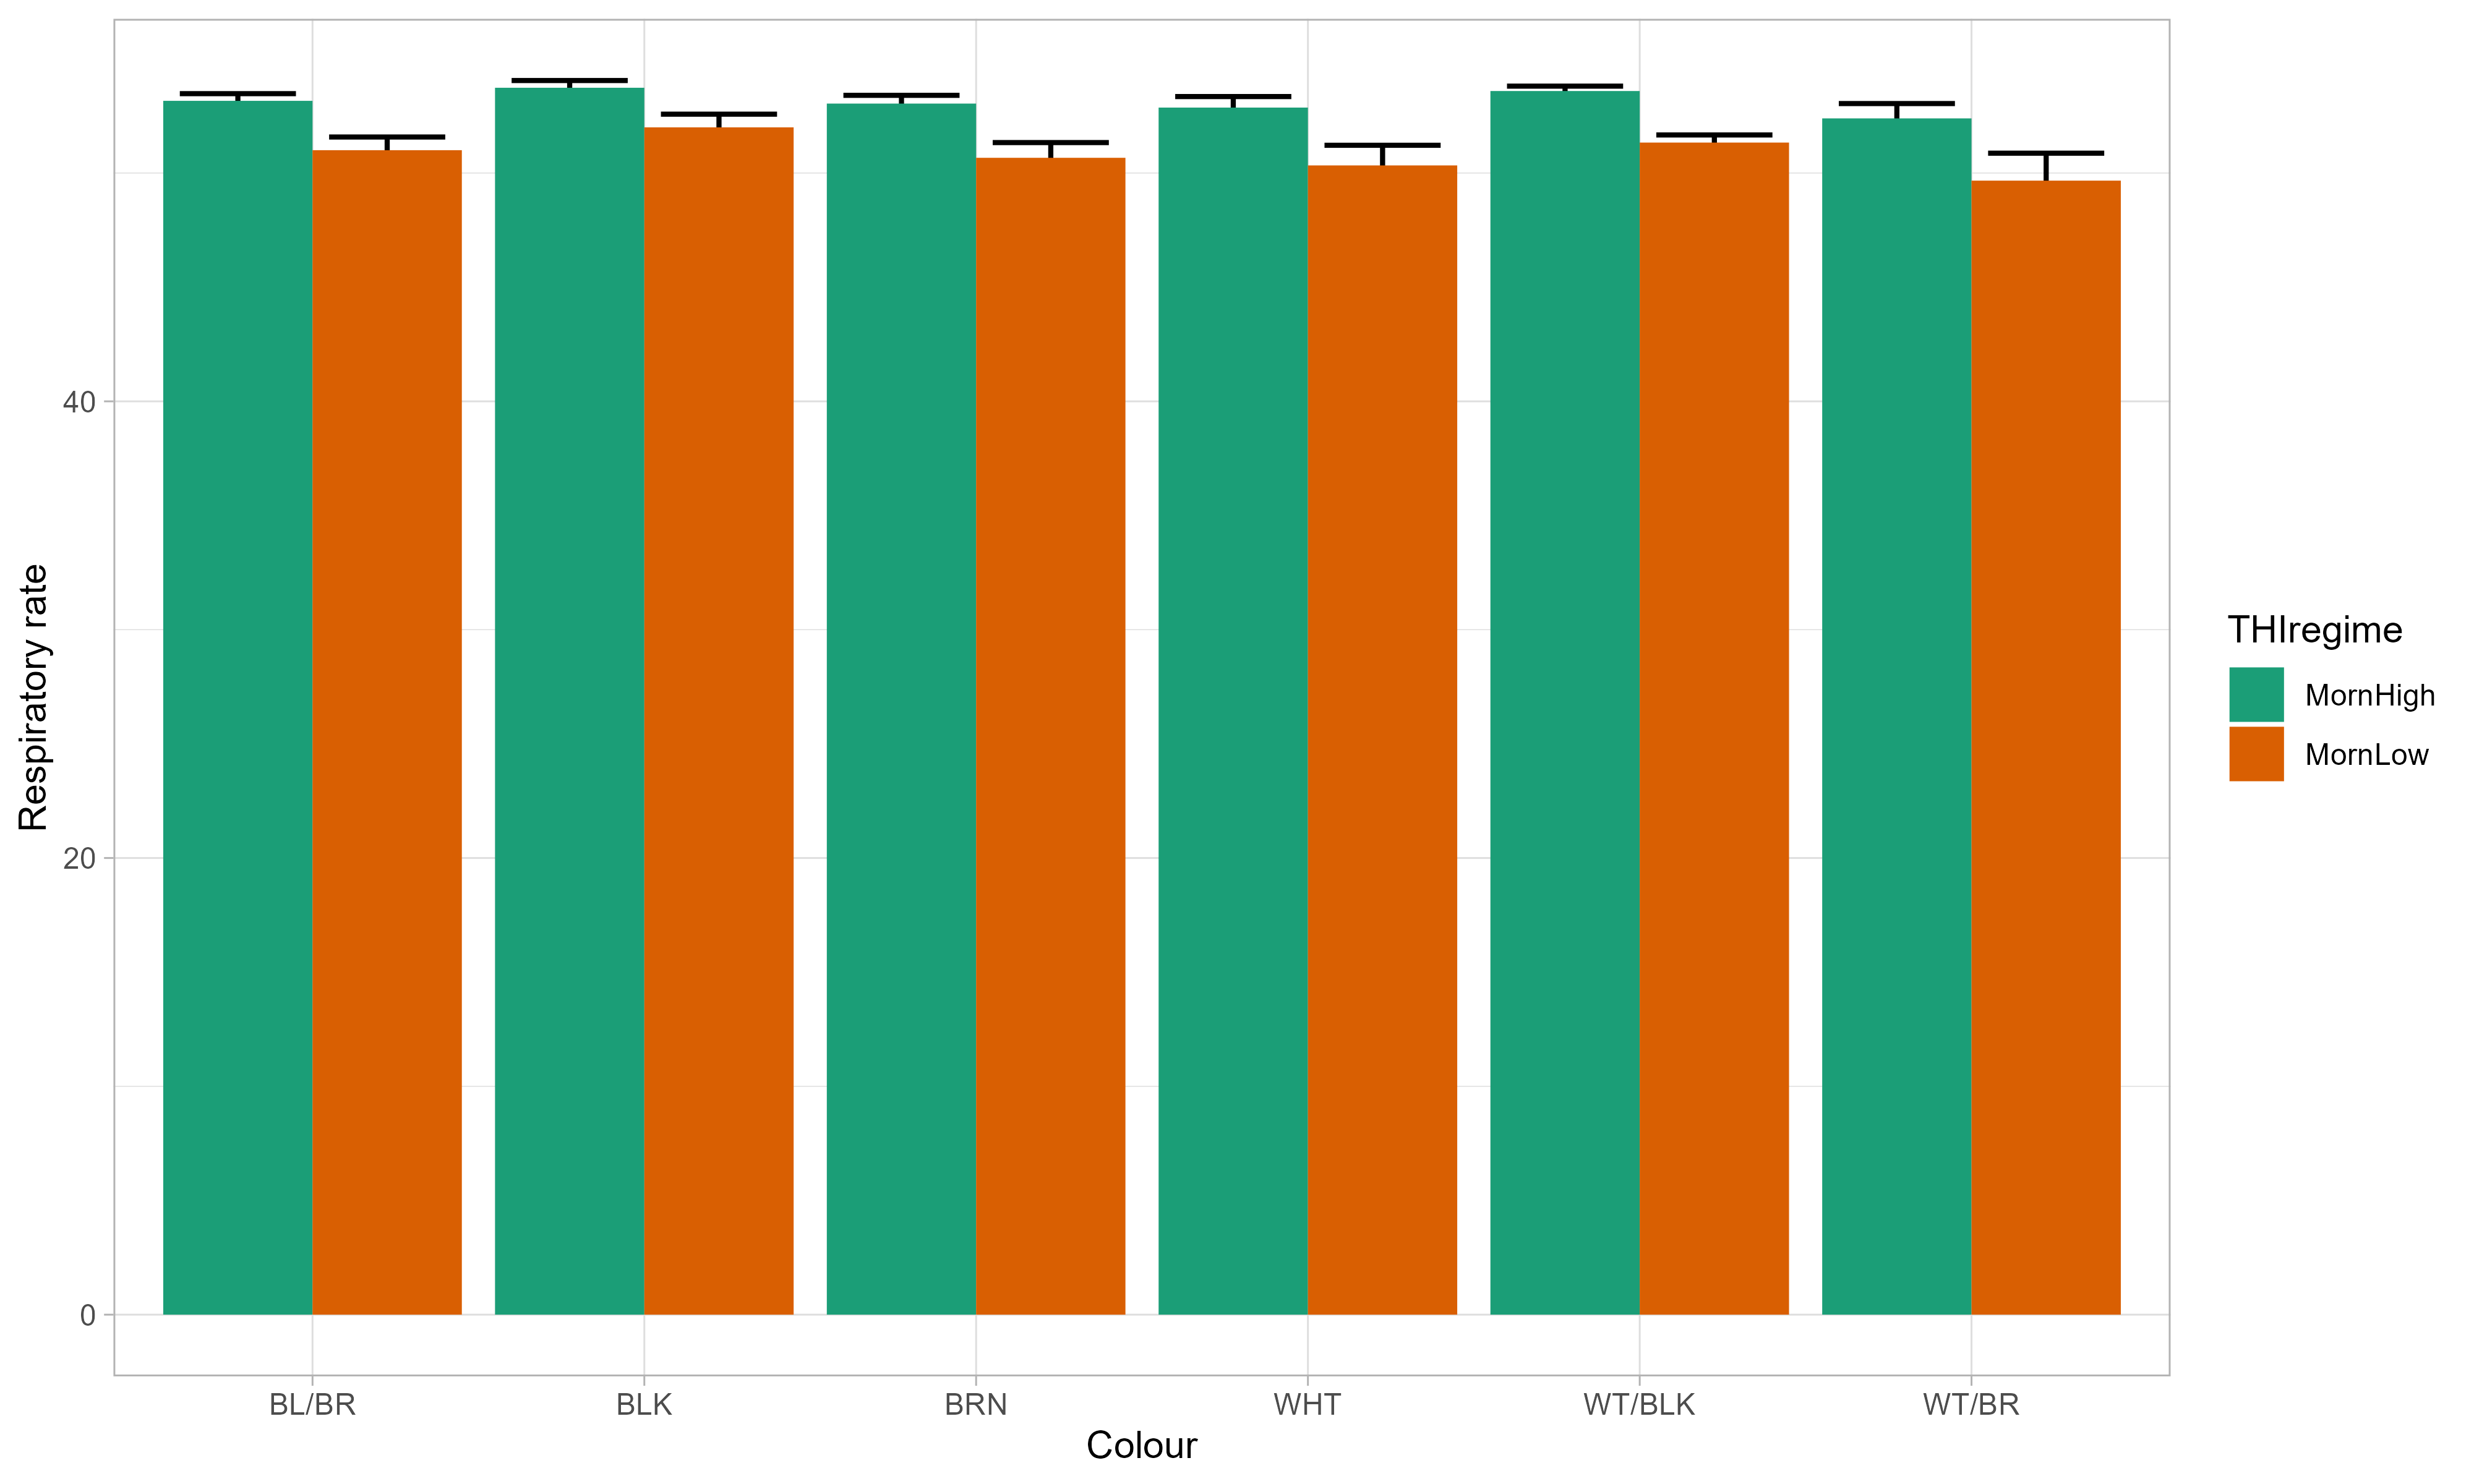 Respiratory rate
40
20
0
BL/BR
BLK
BRN
WHT
WT/BLK
WT/BR
Colour
THIregime
MornHigh
MornLow